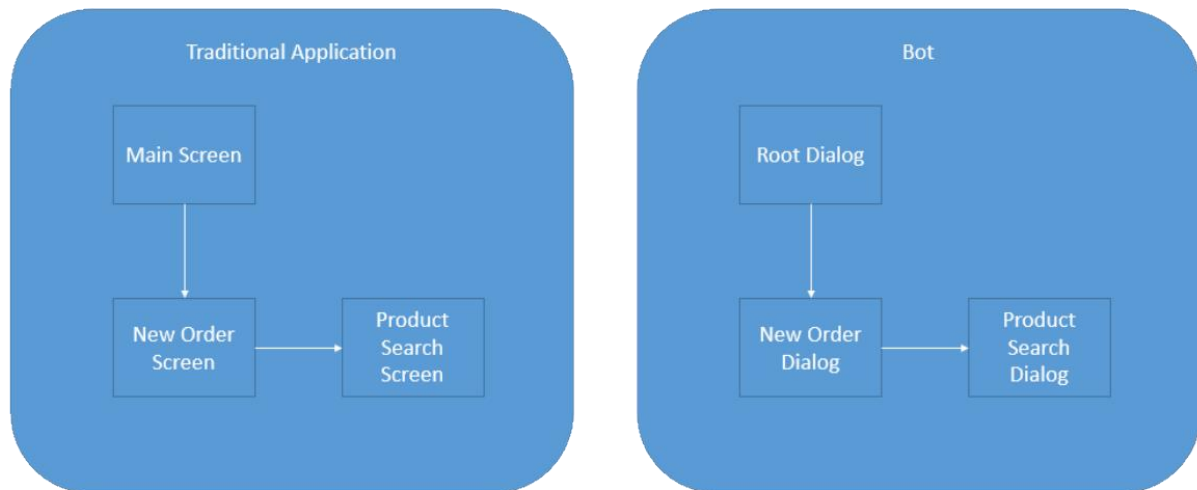 Traditional Application
Main Screen
New Order
Screen
Product
Search
Screen
Bot
Root Dialog
New Order
Dialog
Product
Search
Dialog